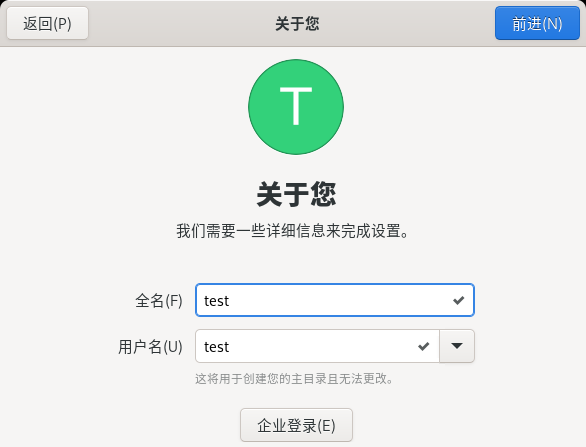 返回(P) 关于您 前进(N)
T
关于您
我们需要一些详细信息来完成设置。
全名(F) test
用户名(U) test
这将用于创建您的主目录且无法更改。
企业登录(E)